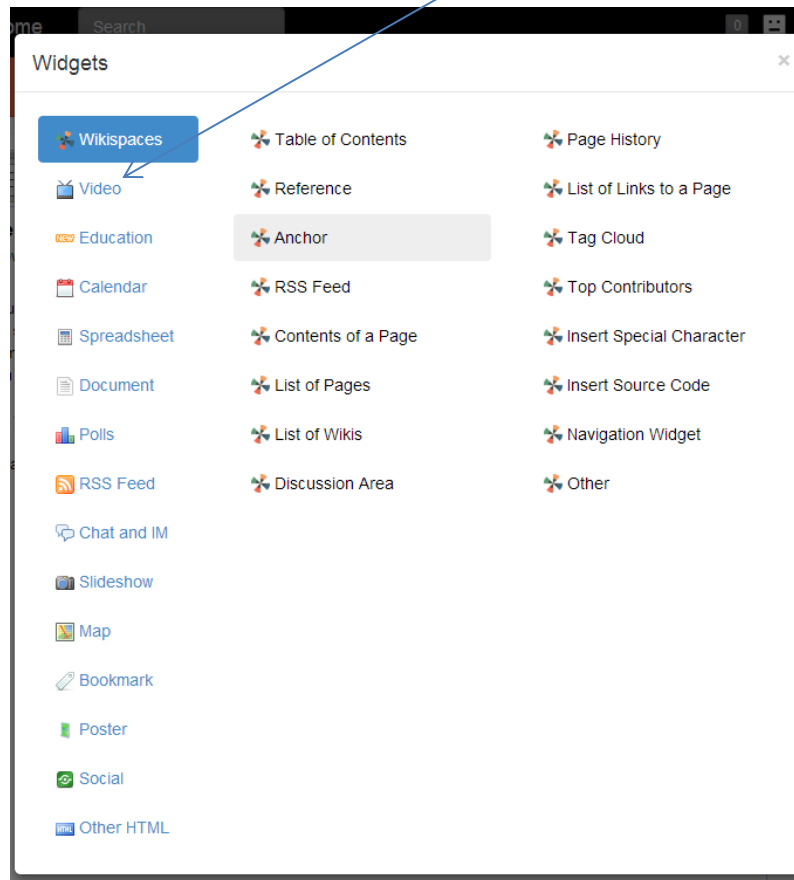 ome Search 0
Widgets ×
Wikispaces Table of Contents Page History
Video Reference List of Links to a Page
NEW Education Anchor Tag Cloud
Calendar RSS Feed Top Contributors
Spreadsheet Contents of a Page Insert Special Character
Document List of Pages Insert Source Code
Polls List of Wikis Navigation Widget
RSS Feed Discussion Area Other
Chat and IM
Slideshow
Map
Bookmark
Poster
Social
HTML Other HTML